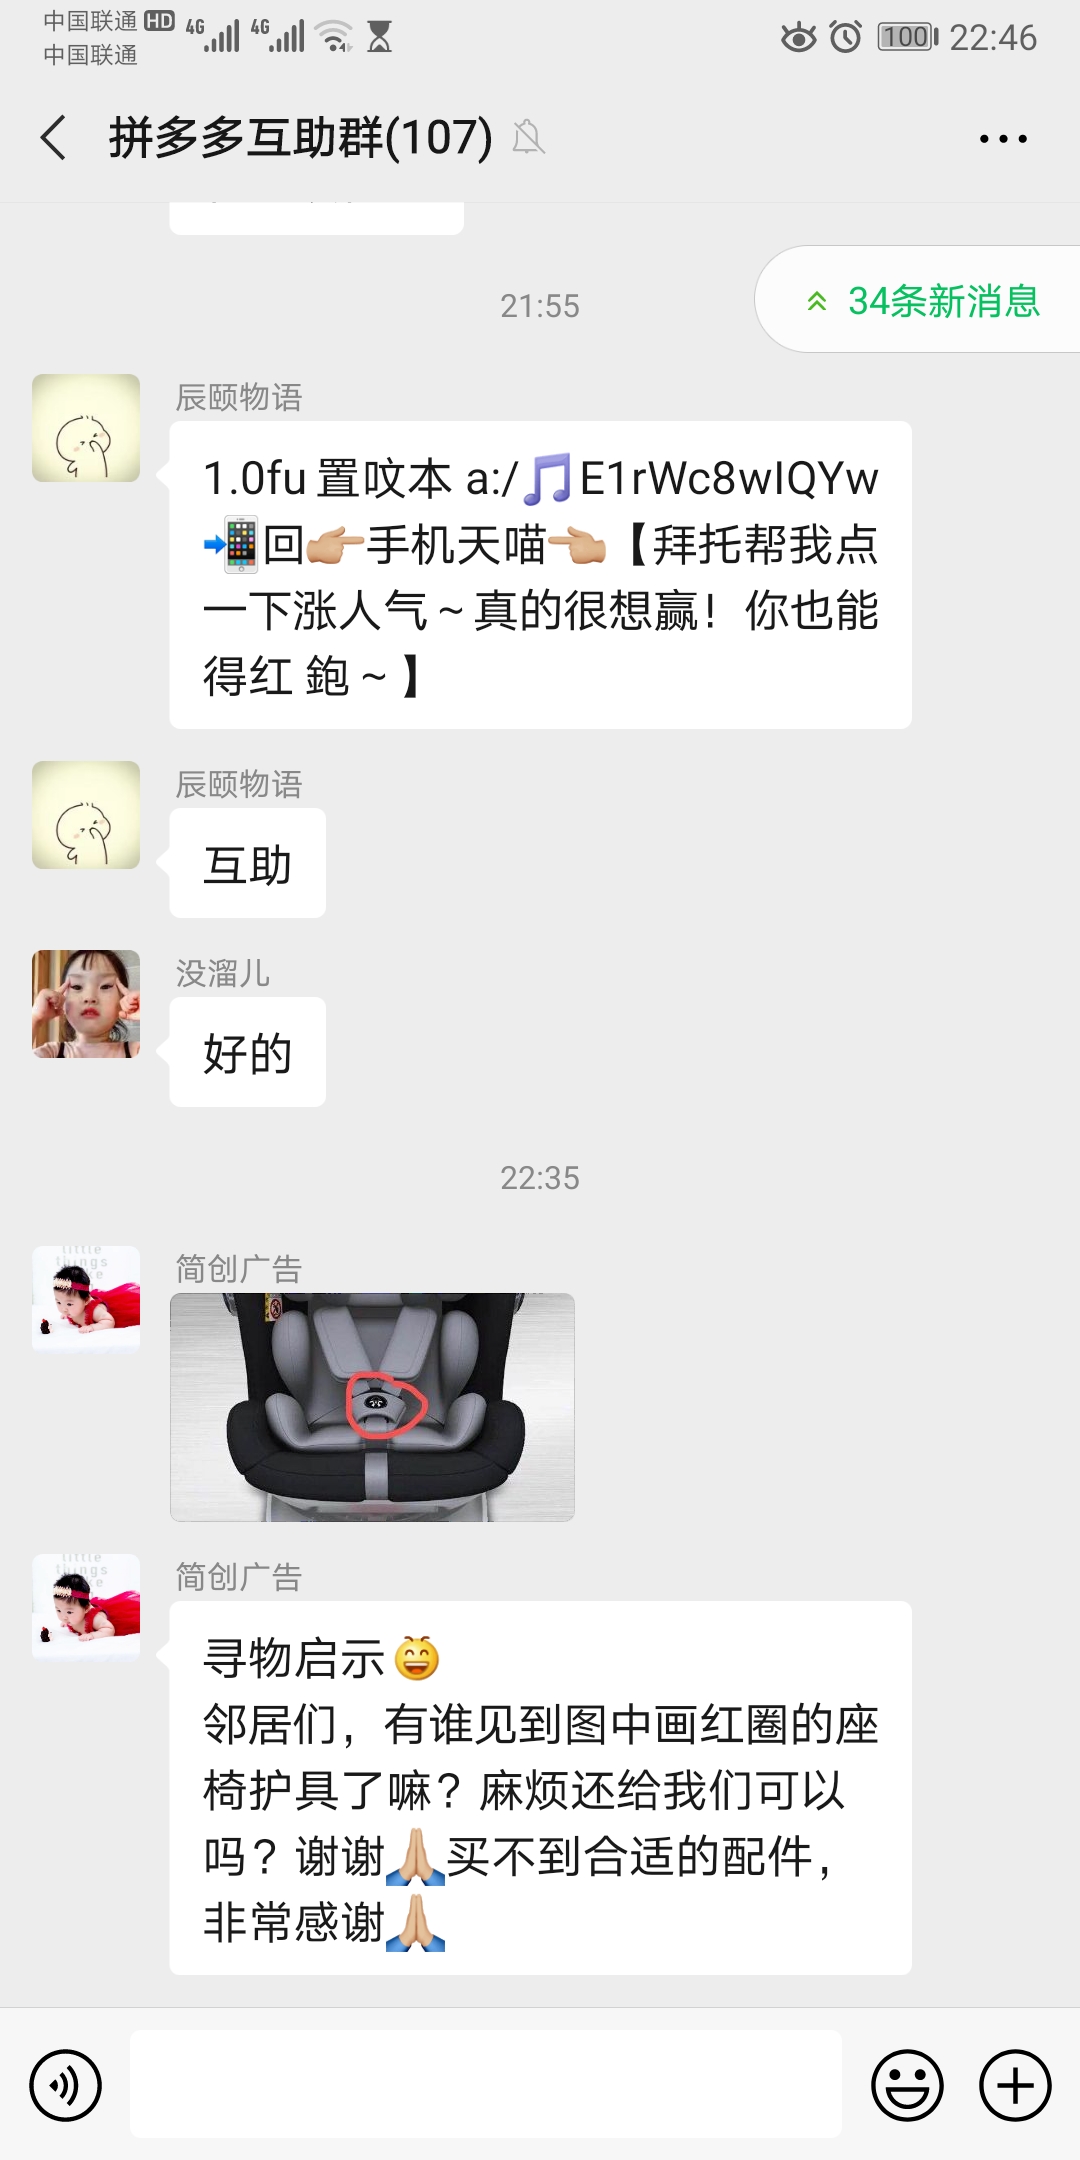 中国联通 HD 4G 4G 100 22:46
中国联通
拼多多互助群(107)
21:55
34条新消息
辰颐物语
1.0fu 置呅本 a:/🎵E1rWc8wIQYw
📲回👉🏼手机天喵👈🏼【拜托帮我点
一下涨人气~真的很想赢！你也能
得红 鉋~】
辰颐物语
互助
没溜儿
好的
22:35
little
things
简创广告
little
things
简创广告
寻物启示😄
邻居们，有谁见到图中画红圈的座
椅护具了嘛？麻烦还给我们可以
吗？谢谢🙏🏼买不到合适的配件，
非常感谢🙏🏼